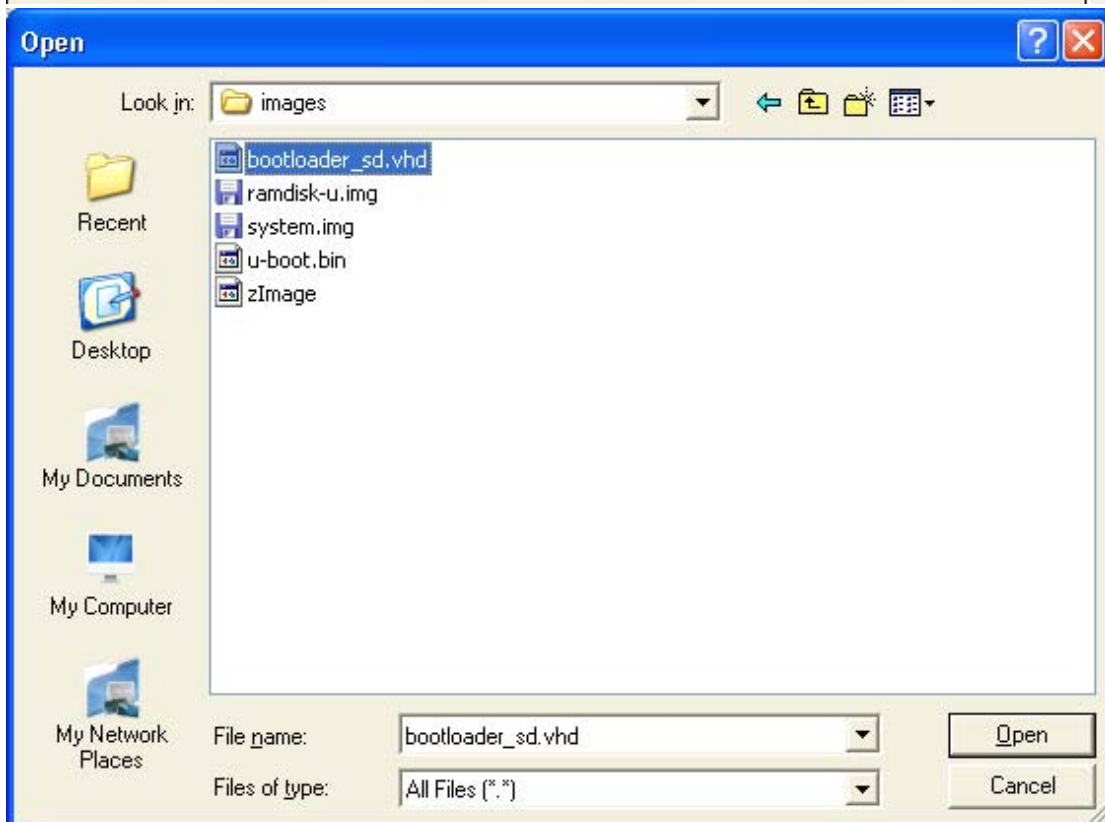 Open
Look in: images
bootloader_sd.vhd
ramdisk-u.img
system.img
u-boot.bin
zImage
Recent
Desktop
My Documents
My Computer
My Network
Places
File name: bootloader_sd.vhd Open
Files of type: All Files (*.*) Cancel